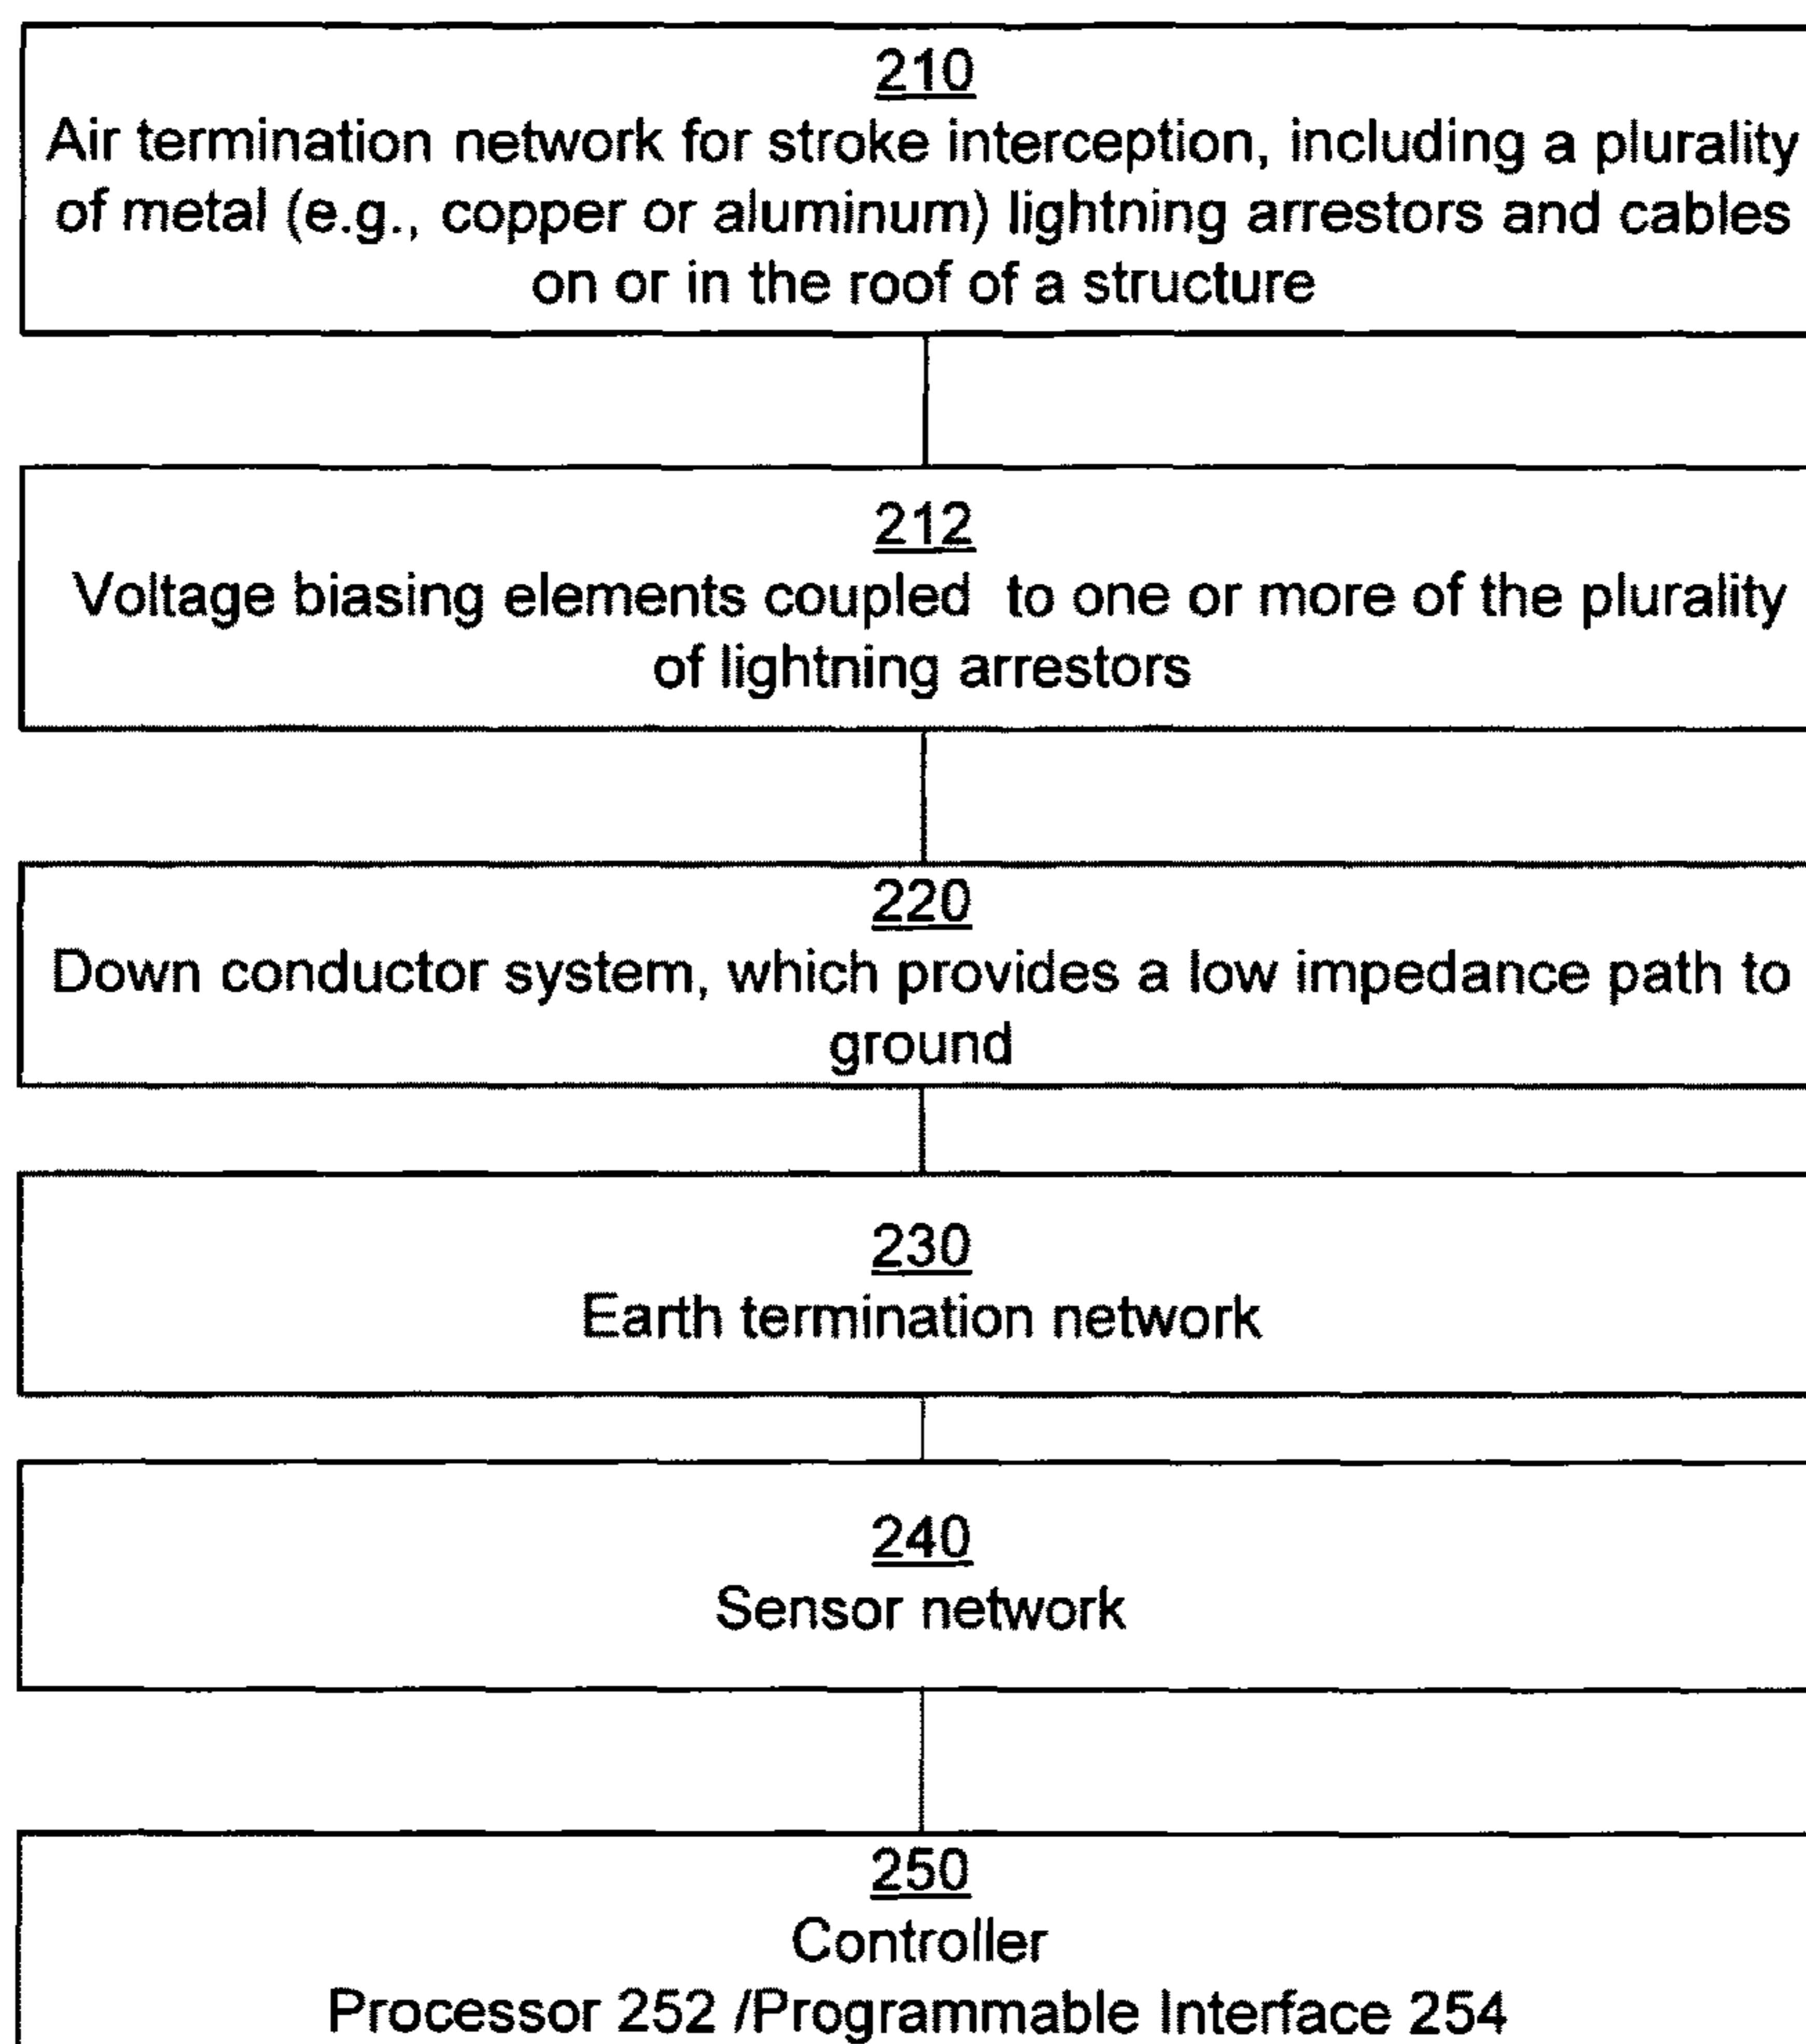 210
Air termination network for stroke interception, including a plurality
of metal (e.g., copper or aluminum) lightning arrestors and cables
on or in the roof of a structure
212
Voltage biasing elements coupled to one or more of the plurality
of lightning arrestors
220
Down conductor system, which provides a low impedance path to
ground
230
Earth termination network
240
Sensor network
250
Controller
Processor 252 /Programmable Interface 254